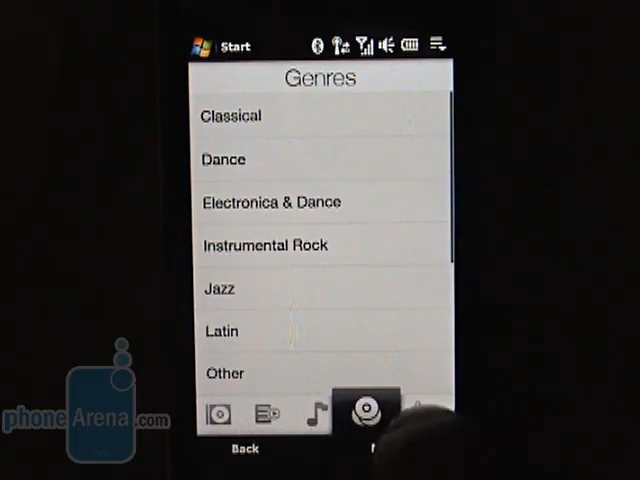 Start
Genres
Classical
Dance
Electronica & Dance
Instrumental Rock
Jazz
Latin
Other
Back
phoneArena.com